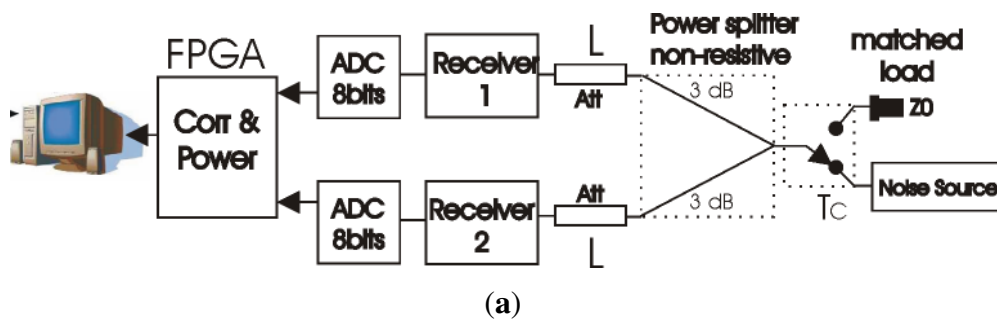 FPGA
Corr &
Power
ADC
8bits
Receiver
1
L
Att
Power splitter
non-resistive
3 dB
matched
load
Z0
ADC
8bits
Receiver
2
Att
L
3 dB
Tc
Noise Source
(a)